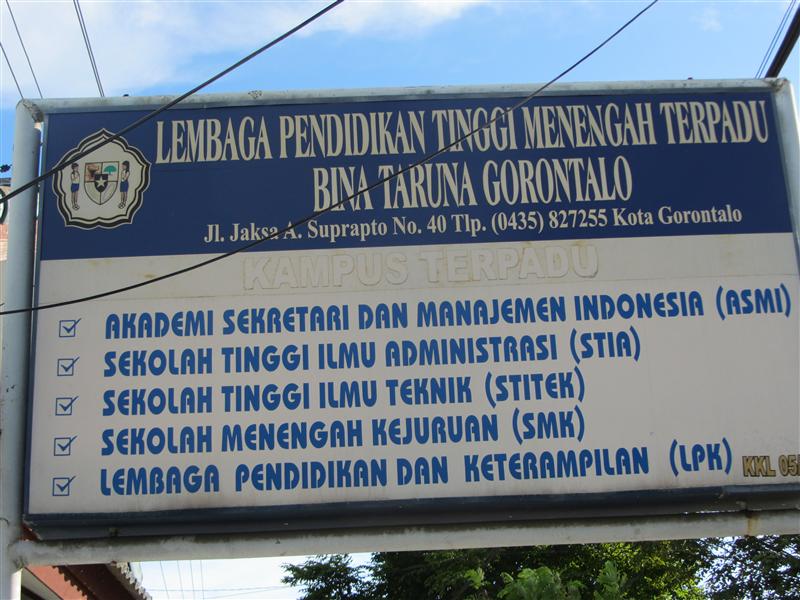 LEMBAGA PENDIDIKAN TINGGI MENENGAH TERPADU
BINA TARUNA GORONTALO
Jl. Jaksa A. Suprapto No. 40 Tlp. (0435) 827255 Kota Gorontalo
KAMPUS TERPADU
AKADEMI SEKRETARI DAN MANAJEMEN INDONESIA (ASMI)
SEKOLAH TINGGI ILMU ADMINISTRASI (STIA)
SEKOLAH TINGGI ILMU TEKNIK (STITEK)
SEKOLAH MENENGAH KEJURUAN (SMK)
LEMBAGA PENDIDIKAN DAN KETERAMPILAN (LPK)
KKL